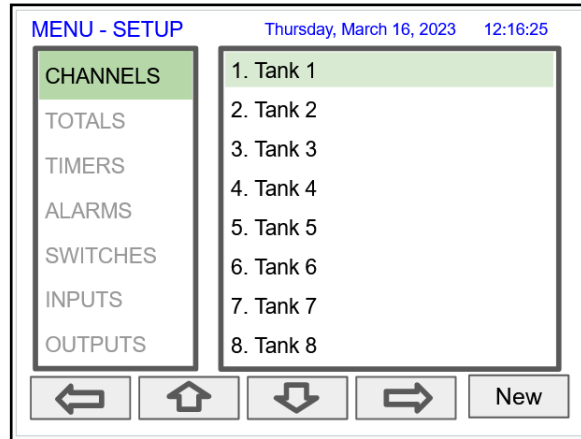 MENU - SETUP Thursday, March 16, 2023 12:16:25
CHANNELS
TOTALS
TIMERS
ALARMS
SWITCHES
INPUTS
OUTPUTS
1. Tank 1
2. Tank 2
3. Tank 3
4. Tank 4
5. Tank 5
6. Tank 6
7. Tank 7
8. Tank 8
New